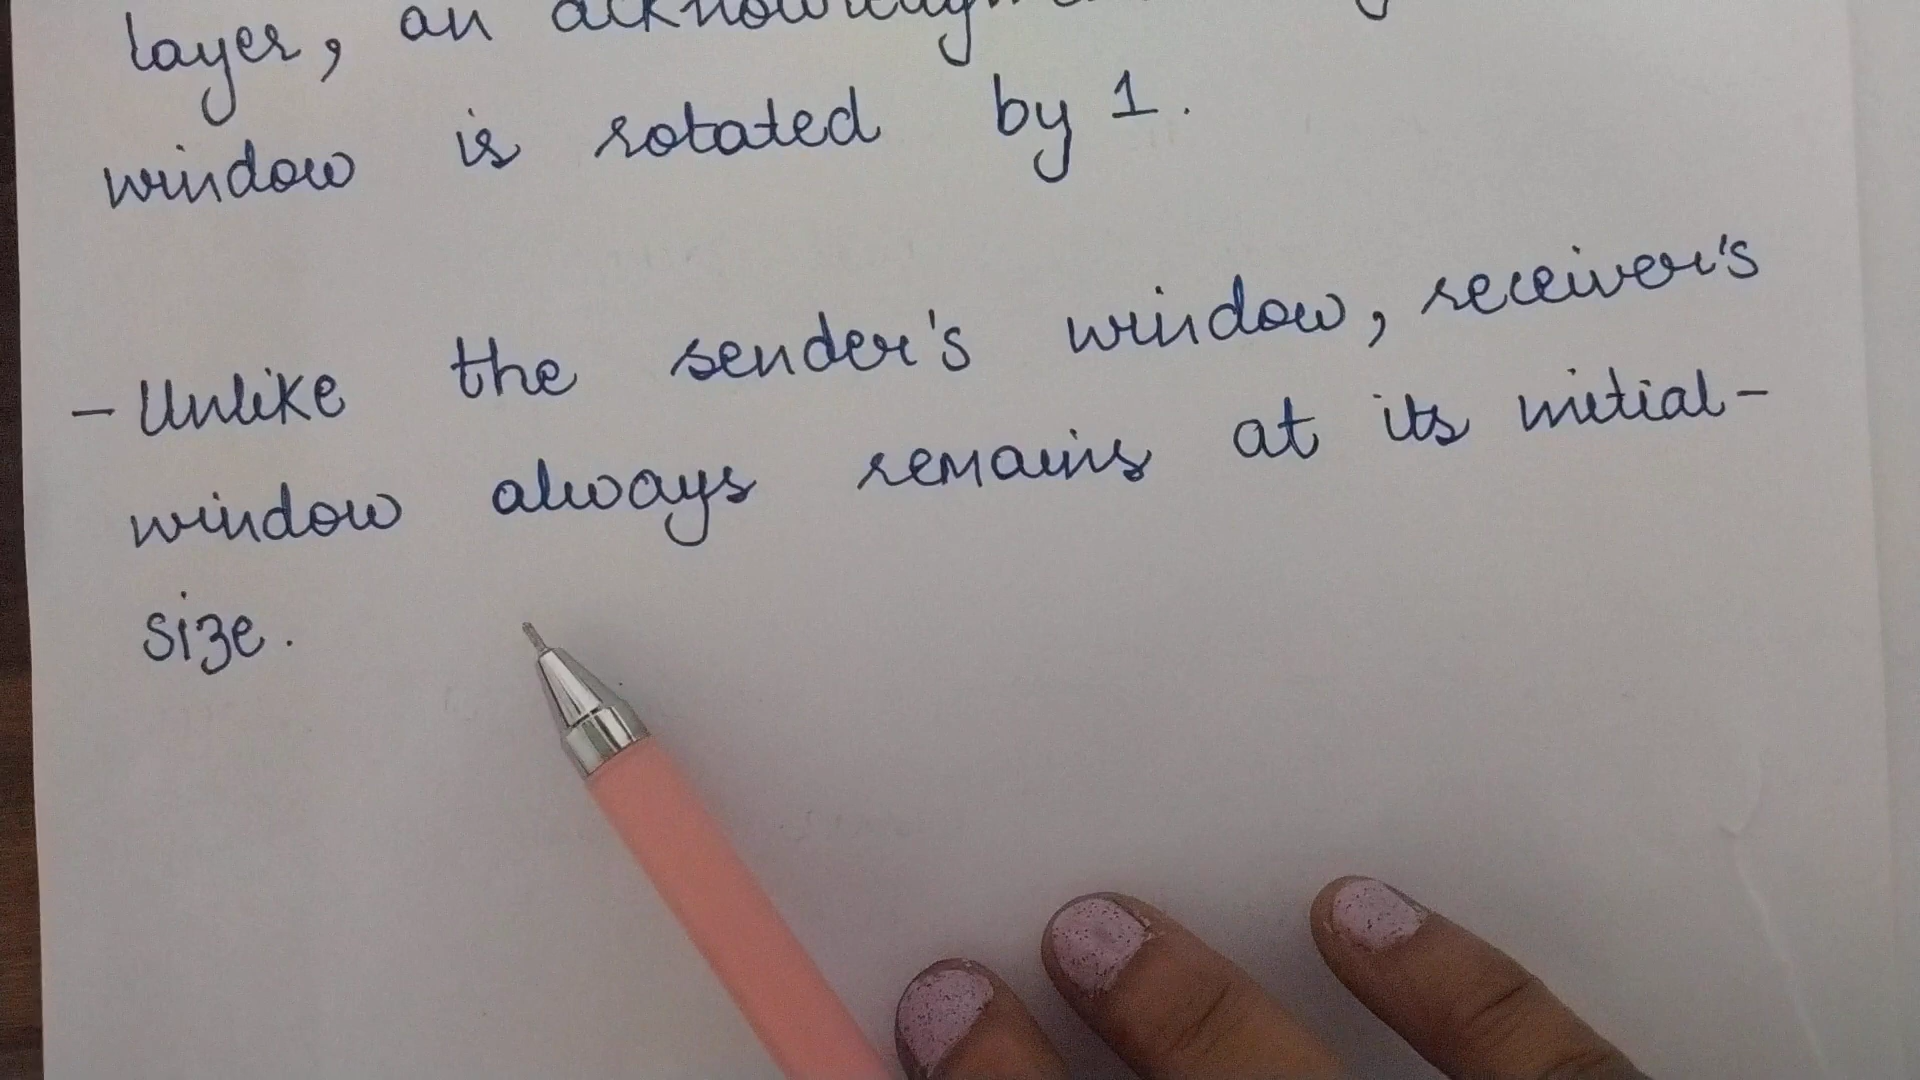 layer, an
window is rotated by 1.
- Unlike the sender's window, receiver's
window always remains at its initial-
size.